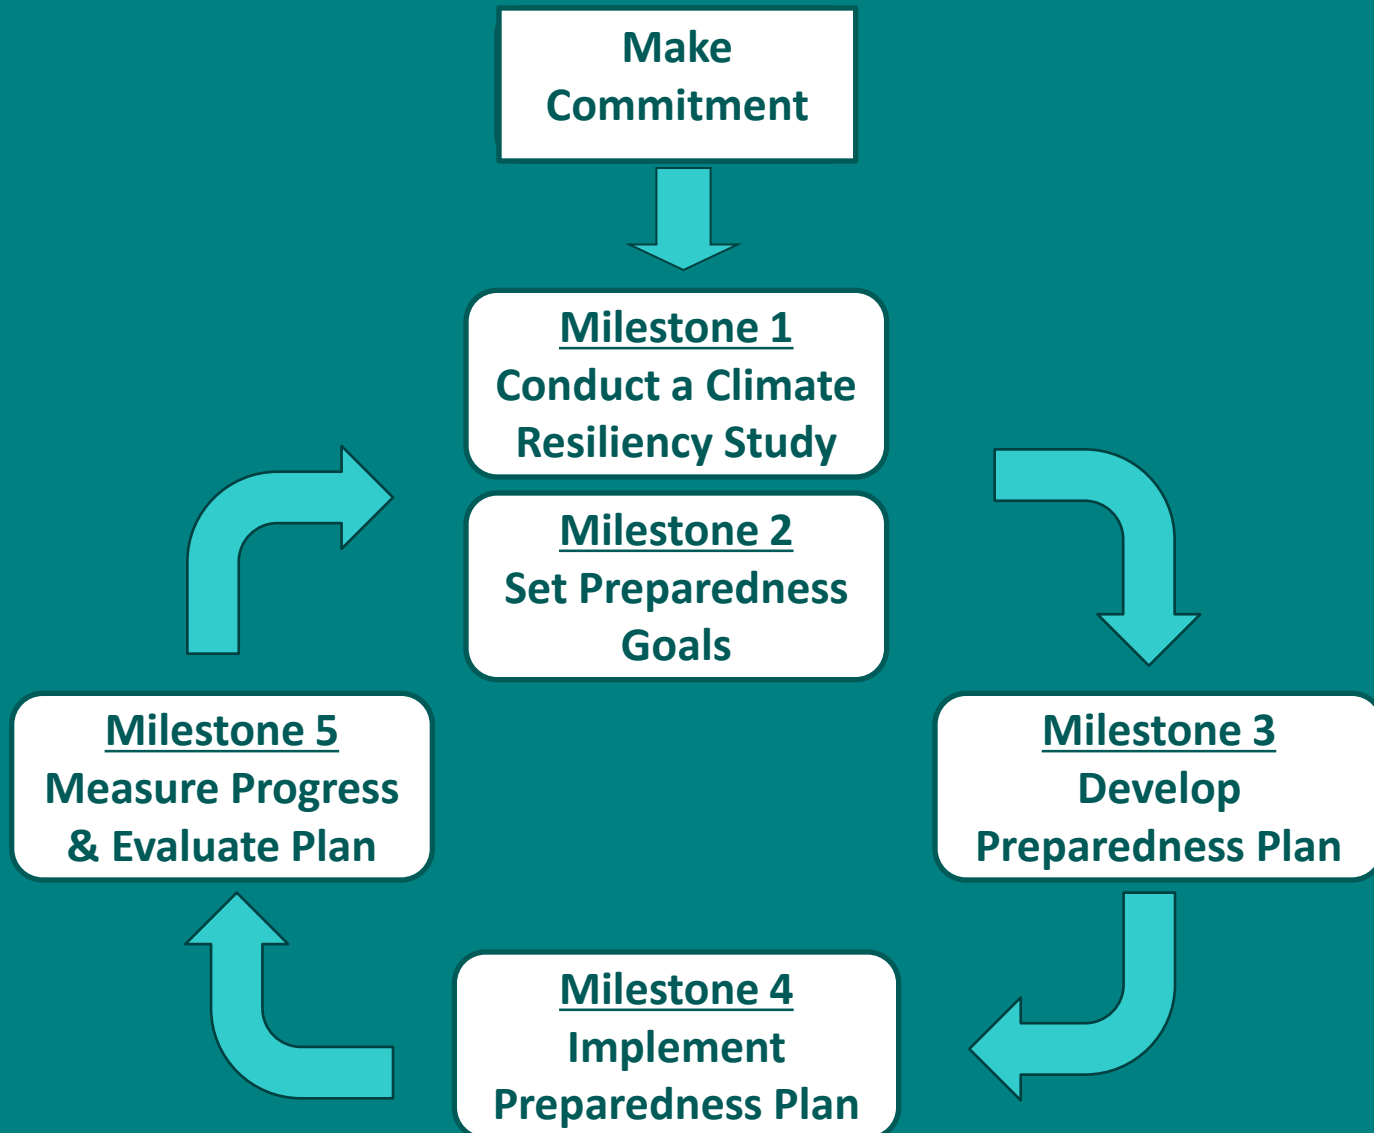 Make
Commitment
Milestone 1
Conduct a Climate
Resiliency Study
Milestone 2
Set Preparedness
Goals
Milestone 3
Develop
Preparedness Plan
Milestone 4
Implement
Preparedness Plan
Milestone 5
Measure Progress
& Evaluate Plan